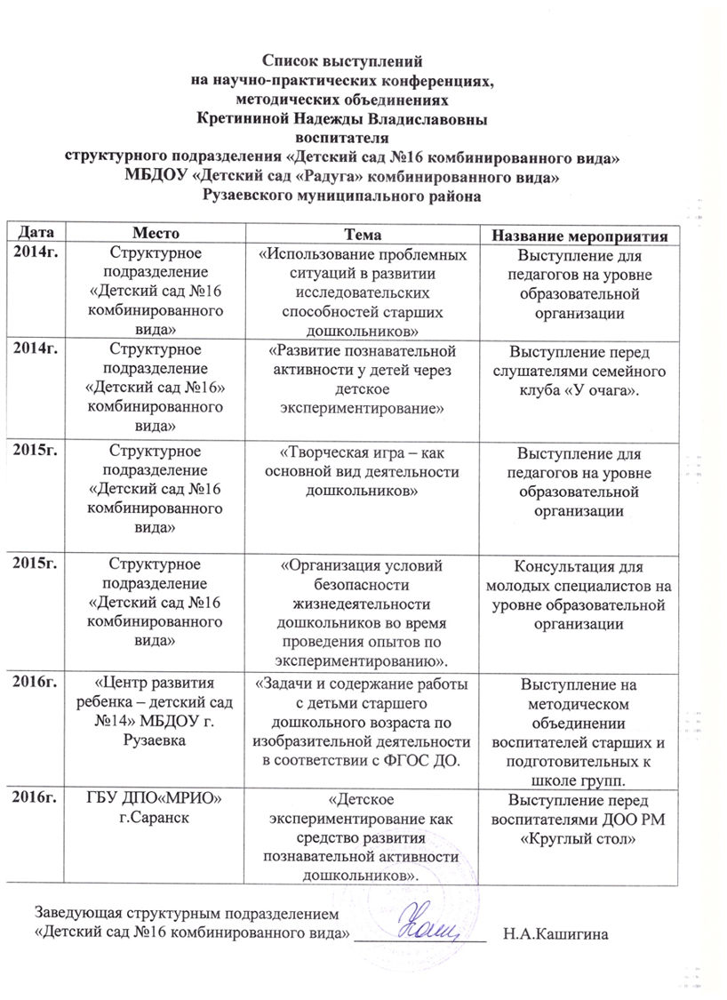 Список выступлений
на научно-практических конференциях,
методических объединениях
Кретининой Надежды Владиславовны
воспитателя
структурного подразделения «Детский сад №16 комбинированного вида»
МБДОУ «Детский сад «Радуга» комбинированного вида»
Рузаевского муниципального района
Дата Место Тема Название мероприятия
2014г.
Структурное
подразделение
«Детский сад №16
комбинированного
вида»
«Использование проблемных
ситуаций в развитии
исследовательских
способностей старших
дошкольников»
Выступление для
педагогов на уровне
образовательной
организации
2014г.
Структурное
подразделение
«Детский сад №16»
комбинированного
вида»
«Развитие познавательной
активности у детей через
детское
экспериментирование»
Выступление перед
слушателями семейного
клуба «У очага».
2015г.
Структурное
подразделение
«Детский сад №16
комбинированного
вида»
«Творческая игра – как
основной вид деятельности
дошкольников»
Выступление для
педагогов на уровне
образовательной
организации
2015г.
Структурное
подразделение
«Детский сад №16
комбинированного
вида»
«Организация условий
безопасности
жизнедеятельности
дошкольников во время
проведения опытов по
экспериментированию».
Консультация для
молодых специалистов на
уровне образовательной
организации
2016г.
«Центр развития
ребенка – детский сад
№14» МБДОУ г.
Рузаевка
«Задачи и содержание работы
с детьми старшего
дошкольного возраста по
изобразительной деятельности
в соответствии с ФГОС ДО.
Выступление на
методическом
объединении
воспитателей старших и
подготовительных к
школе групп.
2016г.
ГБУ ДПО«МРИО»
г.Саранск
«Детское
экспериментирование как
средство развития
познавательной активности
дошкольников».
Выступление перед
воспитателями ДОО РМ
«Круглый стол»
Заведующая структурным подразделением
«Детский сад №16 комбинированного вида» Н.А.Кашигина